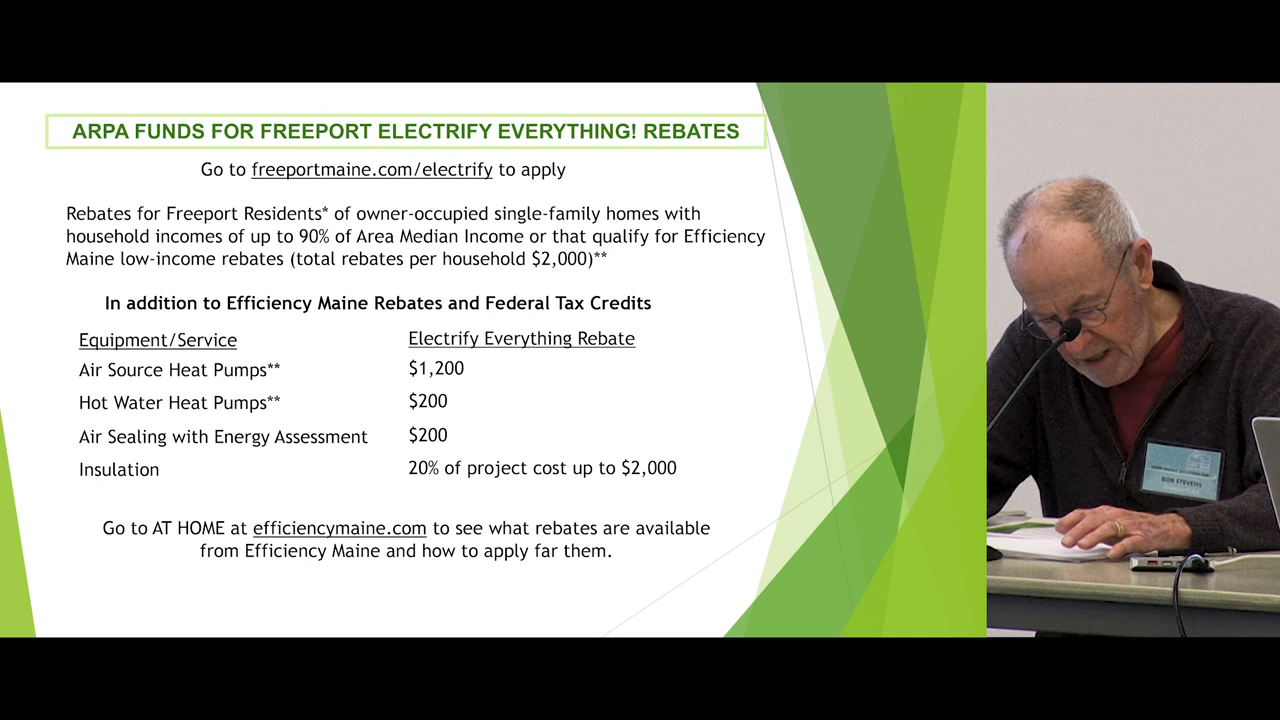 ARPA FUNDS FOR FREEPORT ELECTRIFY EVERYTHING! REBATES
Go to freeportmaine.com/electrify to apply
Rebates for Freeport Residents* of owner-occupied single-family homes with
household incomes of up to 90% of Area Median Income or that qualify for Efficiency
Maine low-income rebates (total rebates per household $2,000)**
In addition to Efficiency Maine Rebates and Federal Tax Credits
Equipment/Service Electrify Everything Rebate
Air Source Heat Pumps** $1,200
Hot Water Heat Pumps** $200
Air Sealing with Energy Assessment $200
Insulation 20% of project cost up to $2,000
Go to AT HOME at efficiencymaine.com to see what rebates are available
from Efficiency Maine and how to apply far them.
BOB STEVENS